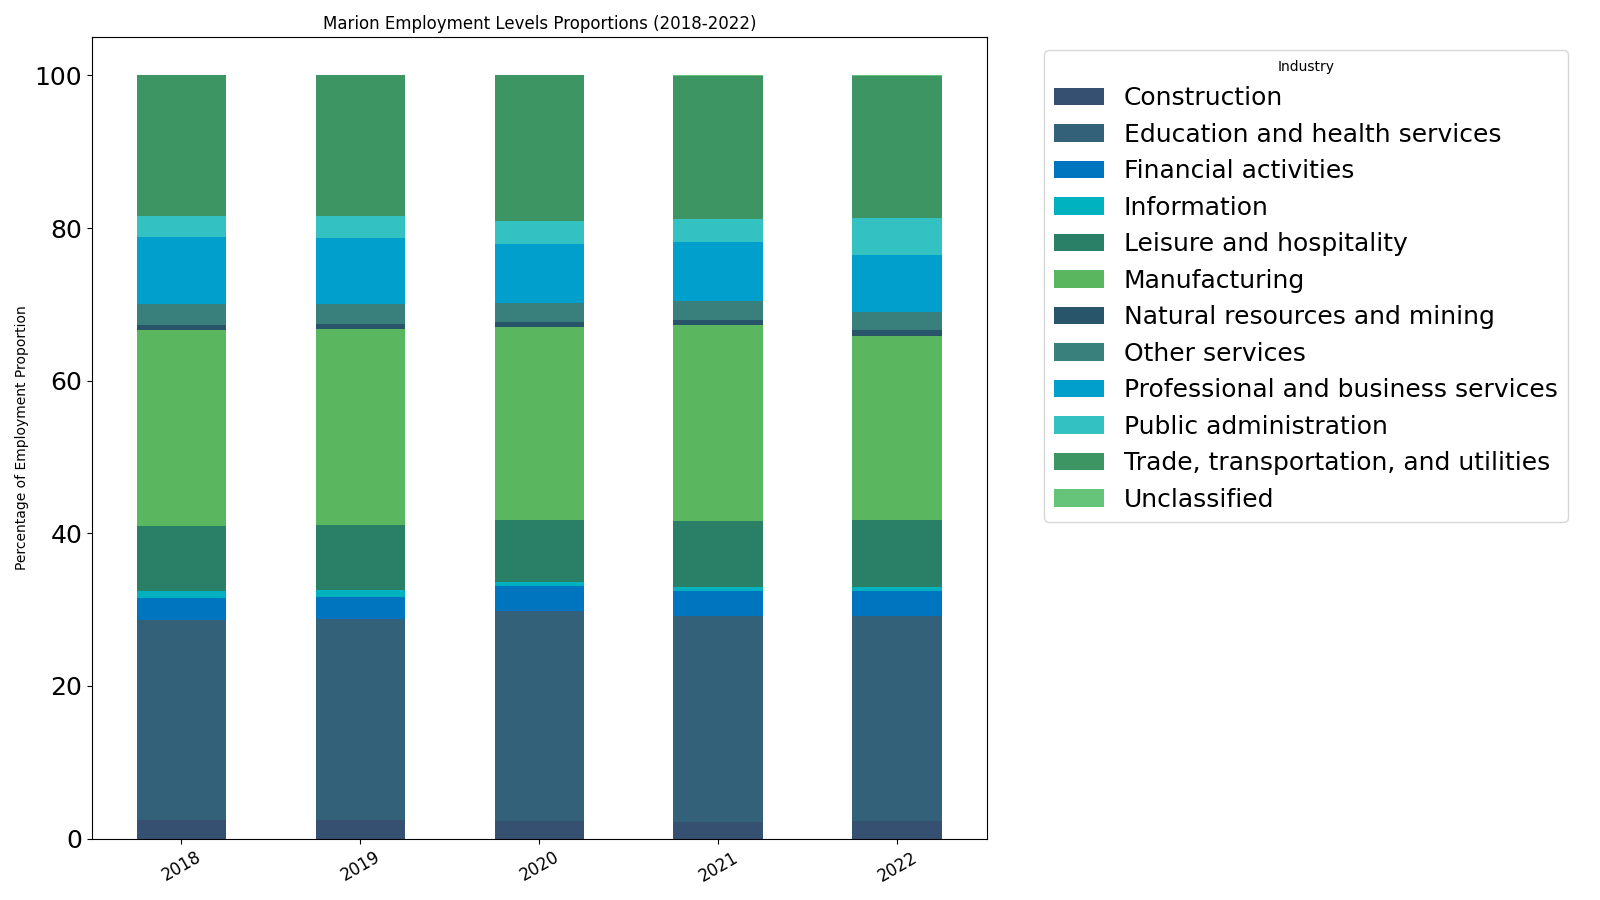 Marion Employment Levels Proportions (2018-2022)
Percentage of Employment Proportion
100
80
60
40
20
0
2018
2019
2020
2021
2022
Industry
Construction
Education and health services
Financial activities
Information
Leisure and hospitality
Manufacturing
Natural resources and mining
Other services
Professional and business services
Public administration
Trade, transportation, and utilities
Unclassified